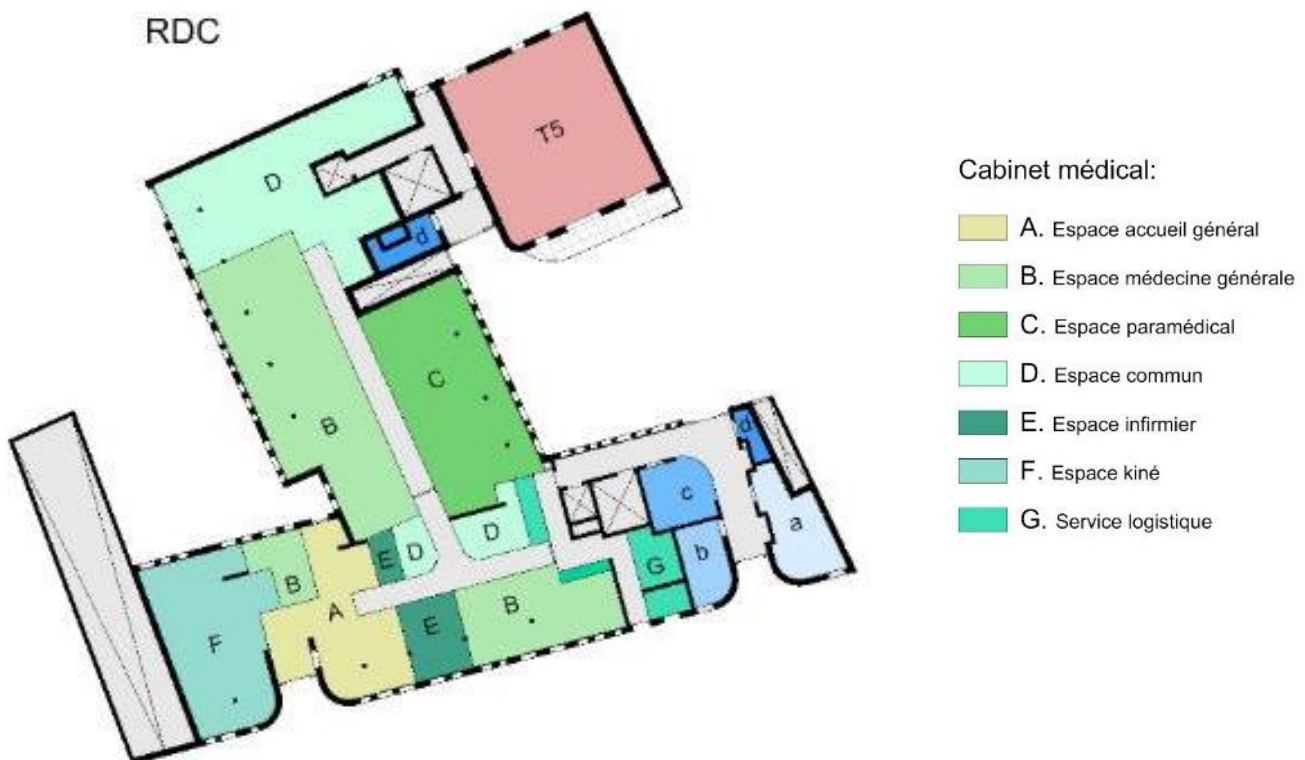 RDC
T5
D
d
C
B
d
c
a
D
D
E
b
G
B
B
A
E
F
Cabinet médical:
A. Espace accueil général
B. Espace médecine générale
C. Espace paramédical
D. Espace commun
E. Espace infirmier
F. Espace kiné
G. Service logistique